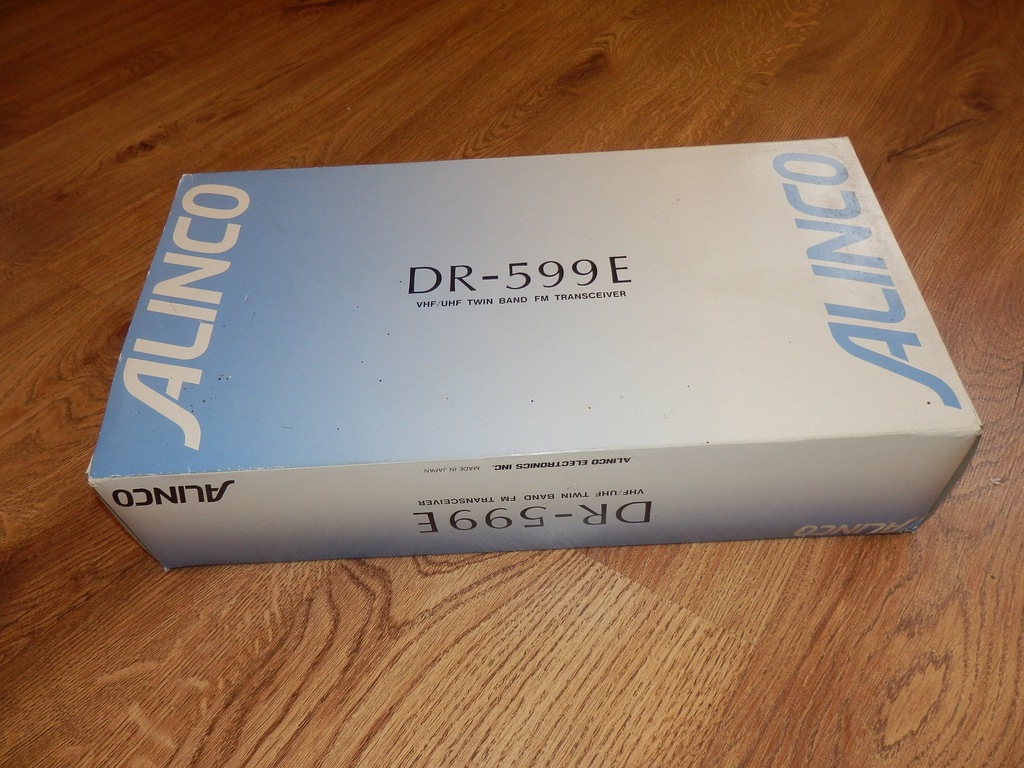 ALINCO
DR-599E
VHF/UHF TWIN BAND FM TRANSCEIVER
ALINCO
ALINCO ELECTRONICS INC. MADE IN JAPAN
ALINCO
DR-599E
VHF/UHF TWIN BAND FM TRANSCEIVER
ALINCO